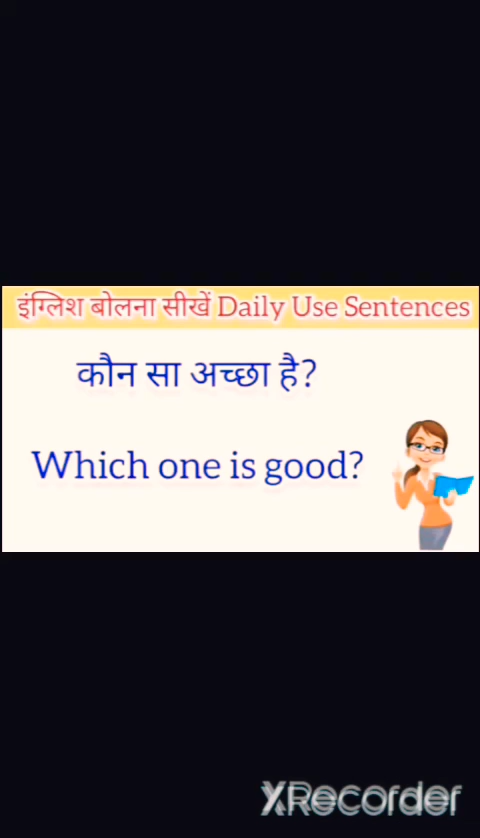 इंग्लिश बोलना सीखें Daily Use Sentences
कौन सा अच्छा है?
Which one is good?
XRecorder